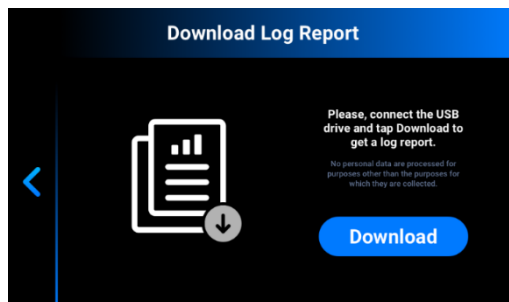 Download Log Report
Please, connect the USB
drive and tap Download to
get a log report.
No personal data are processed for
purposes other than the purposes for
which they are collected.
Download